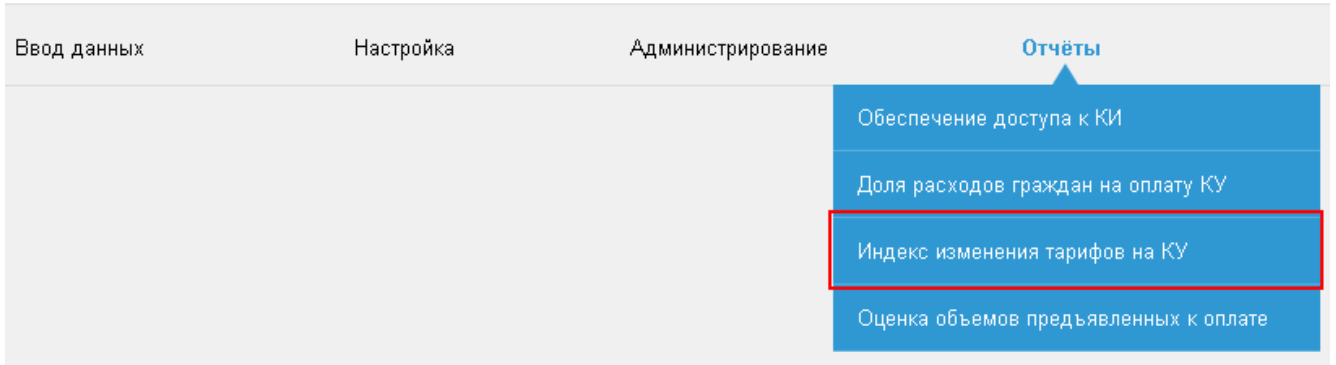 Ввод данных Настройка Администрирование Отчёты
Обеспечение доступа к КИ
Доля расходов граждан на оплату КУ
Индекс изменения тарифов на КУ
Оценка объемов предъявленных к оплате